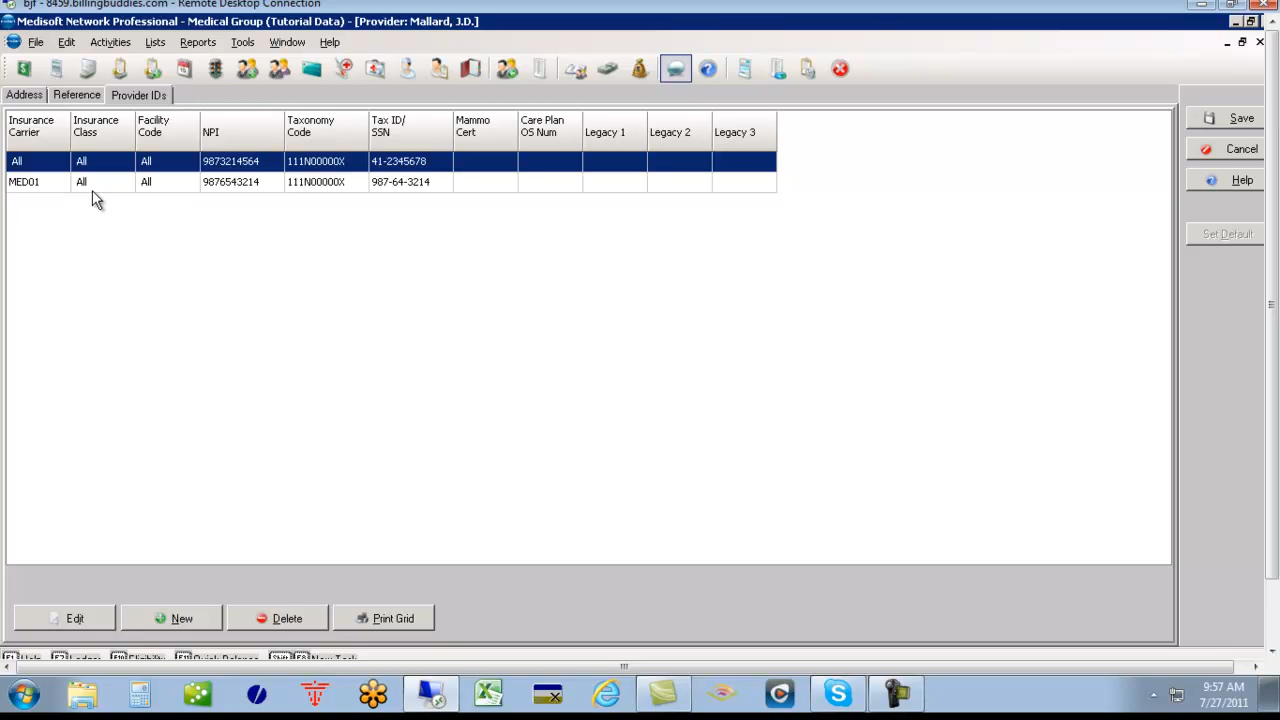 bjf - 8459.billingbuddies.com - Remote Desktop Connection
Medisoft Network Professional - Medical Group (Tutorial Data) - [Provider: Mallard, J.D.]
File Edit Activities Lists Reports Tools Window Help
Address Reference Provider IDs
Insurance Carrier Insurance Class Facility Code NPI Taxonomy Code Tax ID/ SSN Mammo Cert Care Plan OS Num Legacy 1 Legacy 2 Legacy 3
All All All 9873214564 111N00000X 41-2345678
MED01 All All 9876543214 111N00000X 987-64-3214
Save
Cancel
Help
Set Default
Edit New Delete Print Grid
9:57 AM
7/27/2011